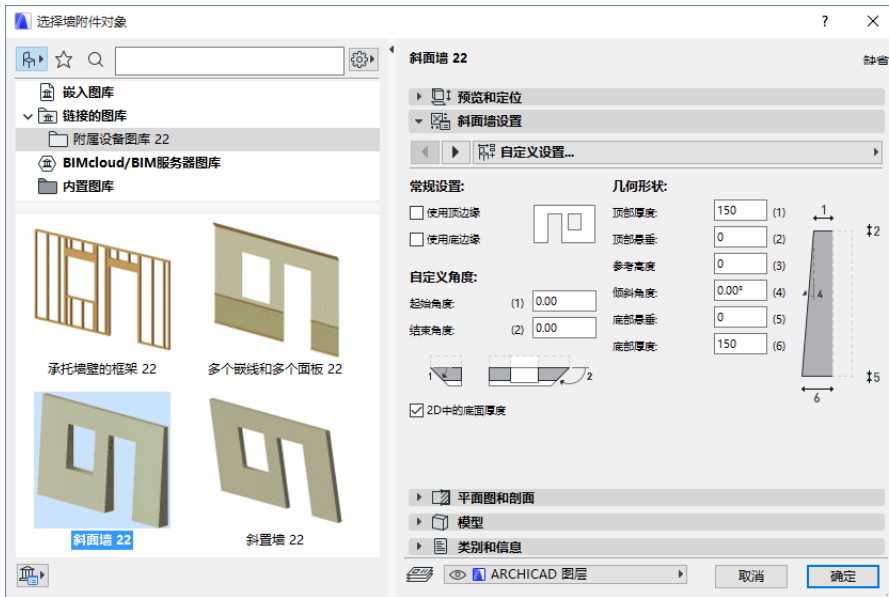 选择墙附件对象
? ×
嵌入图库
链接的图库
附属设备图库 22
BIMcloud/BIM服务器图库
内置图库
承托墙壁的框架 22
多个嵌线和多个面板 22
斜面墙 22
斜置墙 22
斜面墙 22
缺省
预览和定位
斜面墙设置
自定义设置...
常规设置:
使用顶边缘
使用底边缘
自定义角度:
起始角度: (1) 0.00
结束角度: (2) 0.00
1 2
2D中的底面厚度
几何形状:
顶部厚度: 150 (1)
顶部悬垂: 0 (2)
参考高度 0 (3)
倾斜角度: 0.00° (4)
底部悬垂: 0 (5)
底部厚度: 150 (6)
1
2
4
5
6
平面图和剖面
模型
类别和信息
ARCHICAD 图层
取消
确定